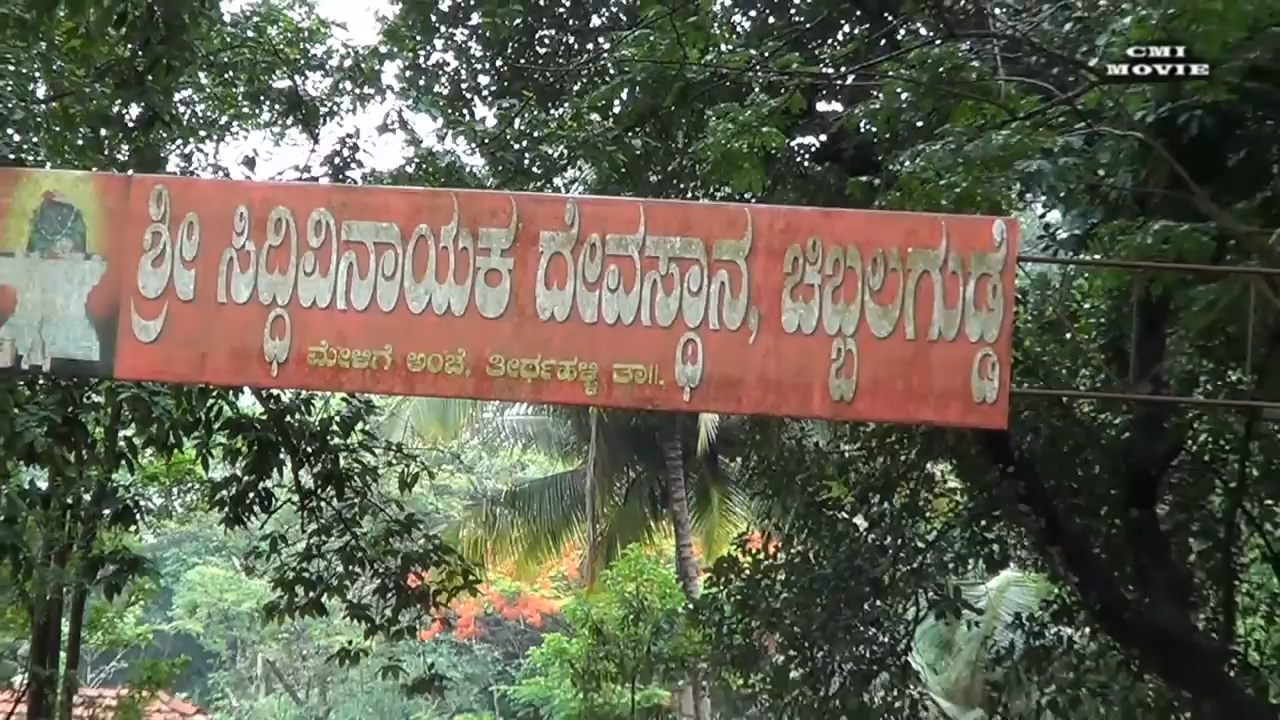 CMI
MOVIE
ಶ್ರೀ ಸಿದ್ಧಿವಿನಾಯಕ ದೇವಸ್ಥಾನ, ಚಿಬ್ಬಲಗುಡ್ಡೆ
ಮೇಳಿಗೆ ಅಂಚೆ, ತೀರ್ಥಹಳ್ಳಿ ತಾ||.